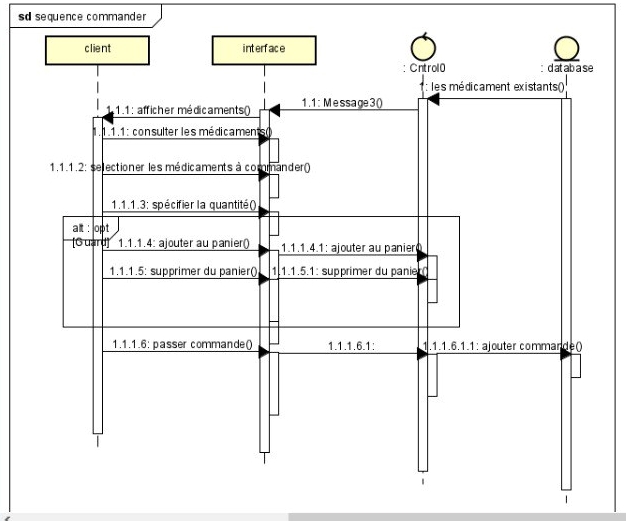 sd sequence commander
client
interface
: Cntrol0
: database
1: les médicament existants()
1.1: Message3()
1.1.1: afficher médicaments()
1.1.1.1: consulter les médicaments()
1.1.1.2: selectioner les médicaments à commander()
1.1.1.3: spécifier la quantité()
alt : opt
[Guard]
1.1.1.4: ajouter au panier()
1.1.1.4.1: ajouter au panier()
1.1.1.5: supprimer du panier()
1.1.1.5.1: supprimer du panier()
1.1.1.6: passer commande()
1.1.1.6.1:
1.1.1.6.1.1: ajouter commande()